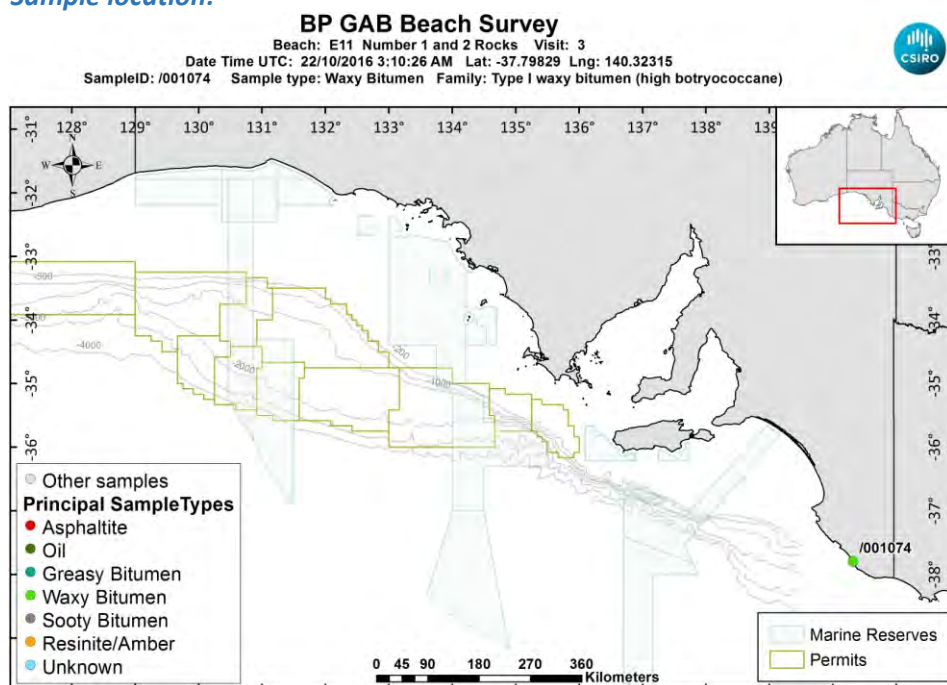 Sample location:
BP GAB Beach Survey
Beach: E11 Number 1 and 2 Rocks Visit: 3
Date Time UTC: 22/10/2016 3:10:26 AM Lat: -37.79829 Lng: 140.32315
SampleID: /001074 Sample type: Waxy Bitumen Family: Type I waxy bitumen (high botryococcane)
CSIRO
128° 129° 130° 131° 132° 133° 134° 135° 136° 137° 138° 139
-31°
-32°
-33°
-34°
-35°
-36°
-37°
-38°
N
W E
S
-33°
-34°
-35°
-36°
-37°
-38°
-4000
-2000
-200
-1000
/001074
Other samples
Principal SampleTypes
Asphaltite
Oil
Greasy Bitumen
Waxy Bitumen
Sooty Bitumen
Resinite/Amber
Unknown
0 45 90 180 270 360
Kilometers
Marine Reserves
Permits